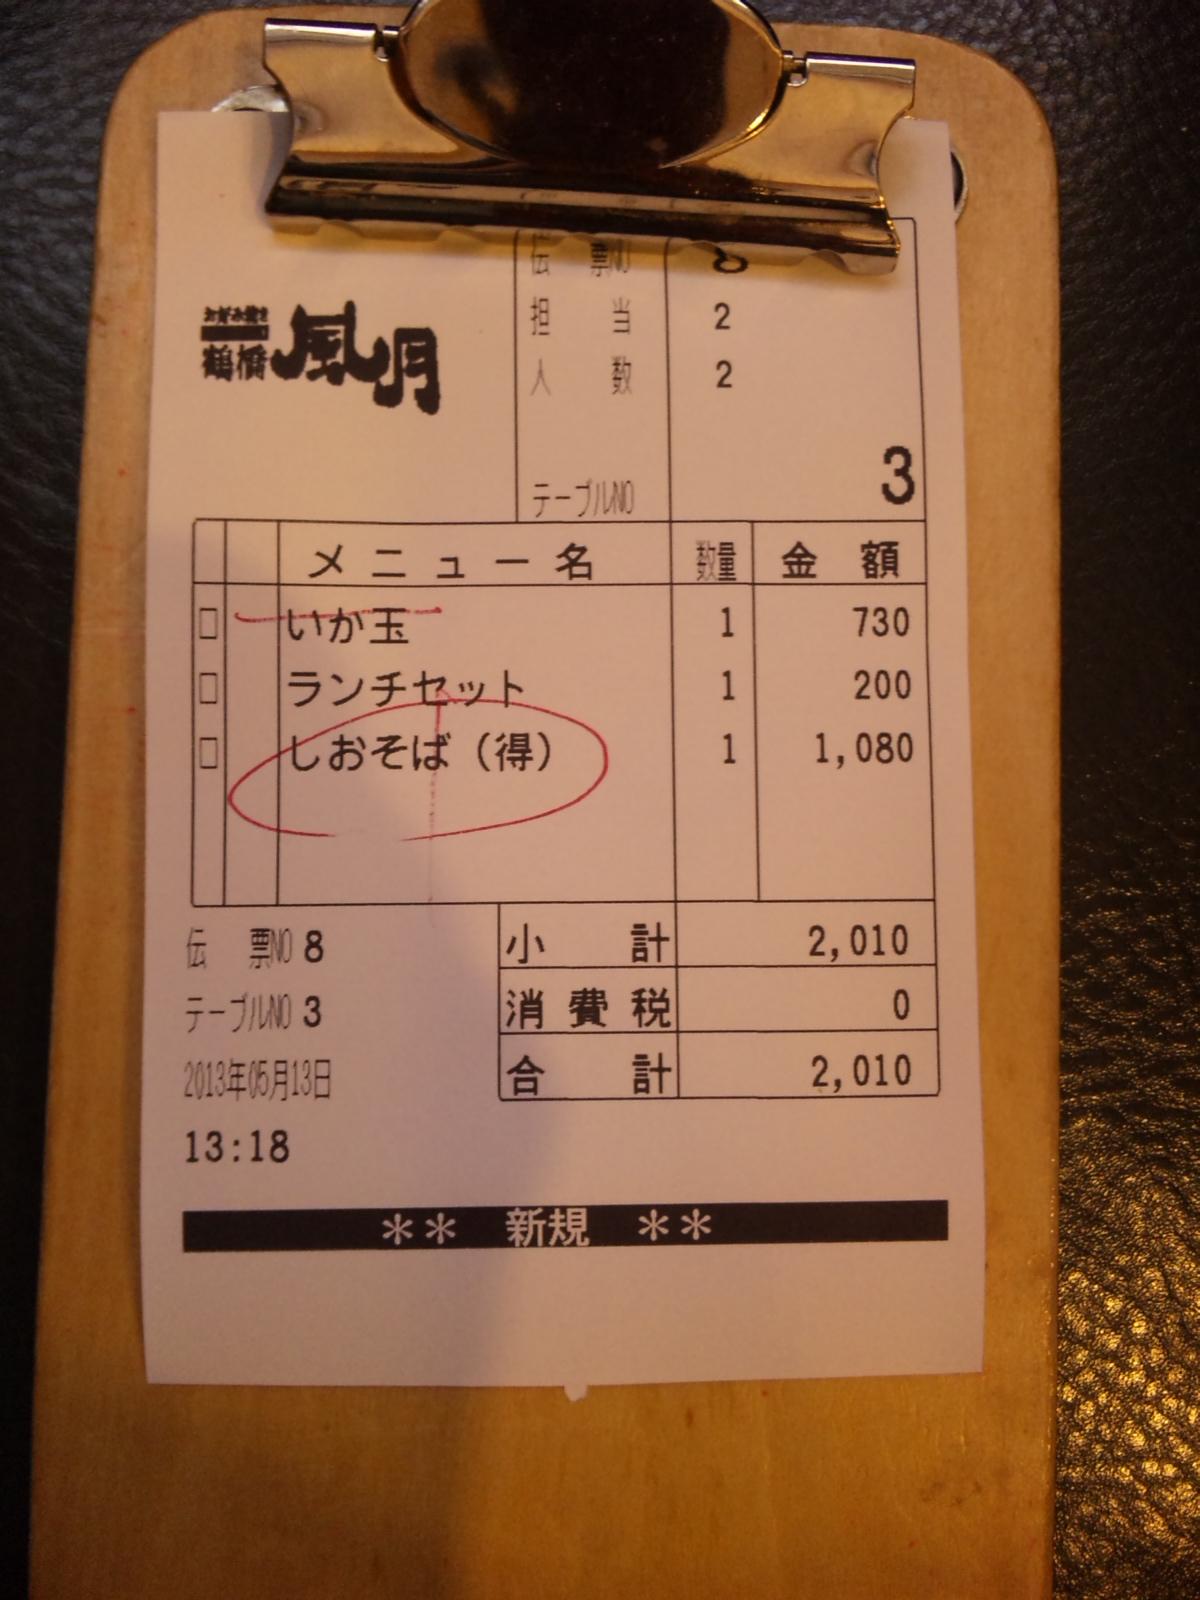 お好み焼き
鶴橋 風月
伝 票NO 8
担 当 2
人 数 2
テーブルNO 3
メニュー名 数量 金 額
□ いか玉 1 730
□ ランチセット 1 200
□ しおそば（得） 1 1,080
伝 票NO 8
テーブルNO 3
2013年05月13日
13:18
小 計 2,010
消費税 0
合 計 2,010
＊＊ 新規 ＊＊